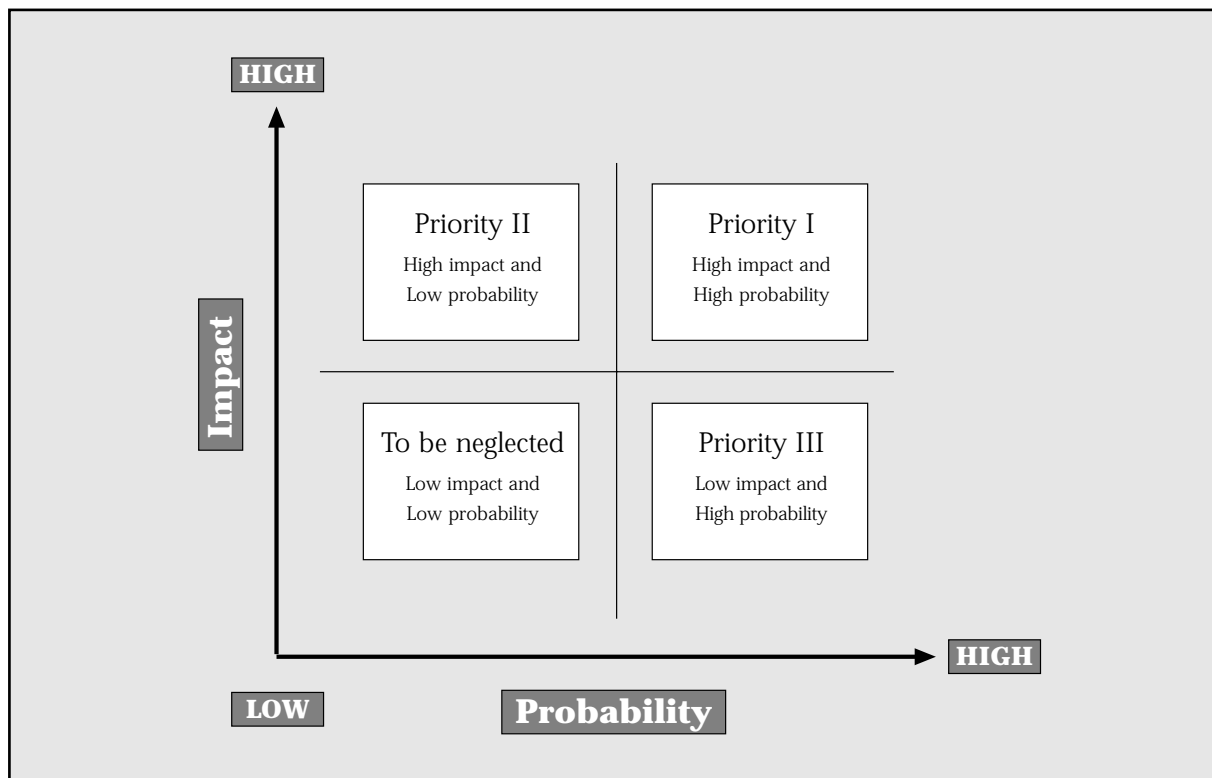 HIGH
Priority II
High impact and
Low probability
Priority I
High impact and
High probability
Impact
To be neglected
Low impact and
Low probability
Priority III
Low impact and
High probability
HIGH
LOW
Probability